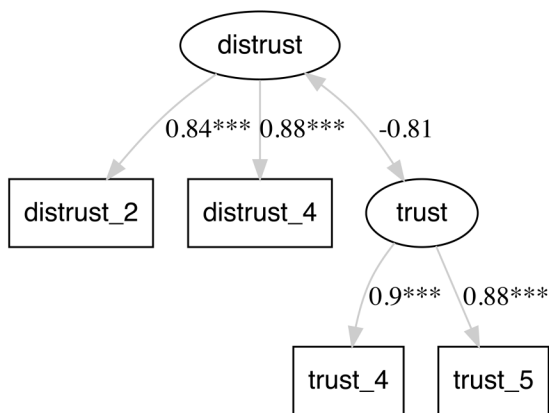 distrust
0.84*** 0.88*** -0.81
distrust_2 distrust_4 trust
0.9*** 0.88***
trust_4 trust_5